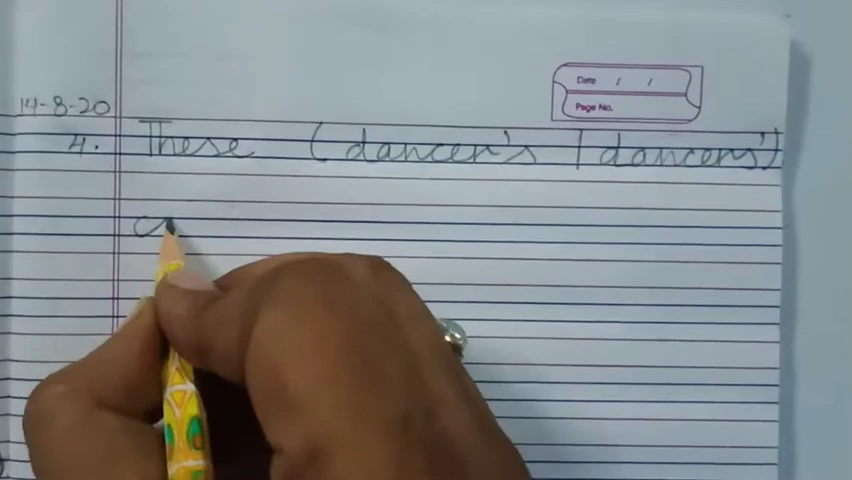 Date / /
Page No.
14-8-20
4. These (dancer's / dancers')